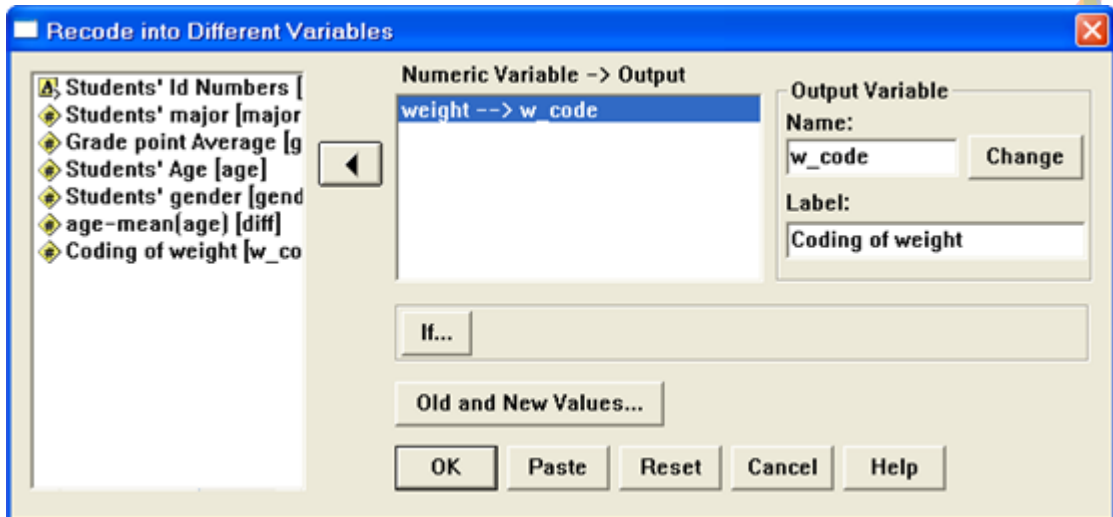 Recode into Different Variables
Students' Id Numbers [
Students' major [major
Grade point Average [g
Students' Age [age]
Students' gender [gend
age-mean(age) [diff]
Coding of weight [w_co
Numeric Variable -> Output
weight --> w_code
Output Variable
Name:
w_code
Change
Label:
Coding of weight
If...
Old and New Values...
OK
Paste
Reset
Cancel
Help